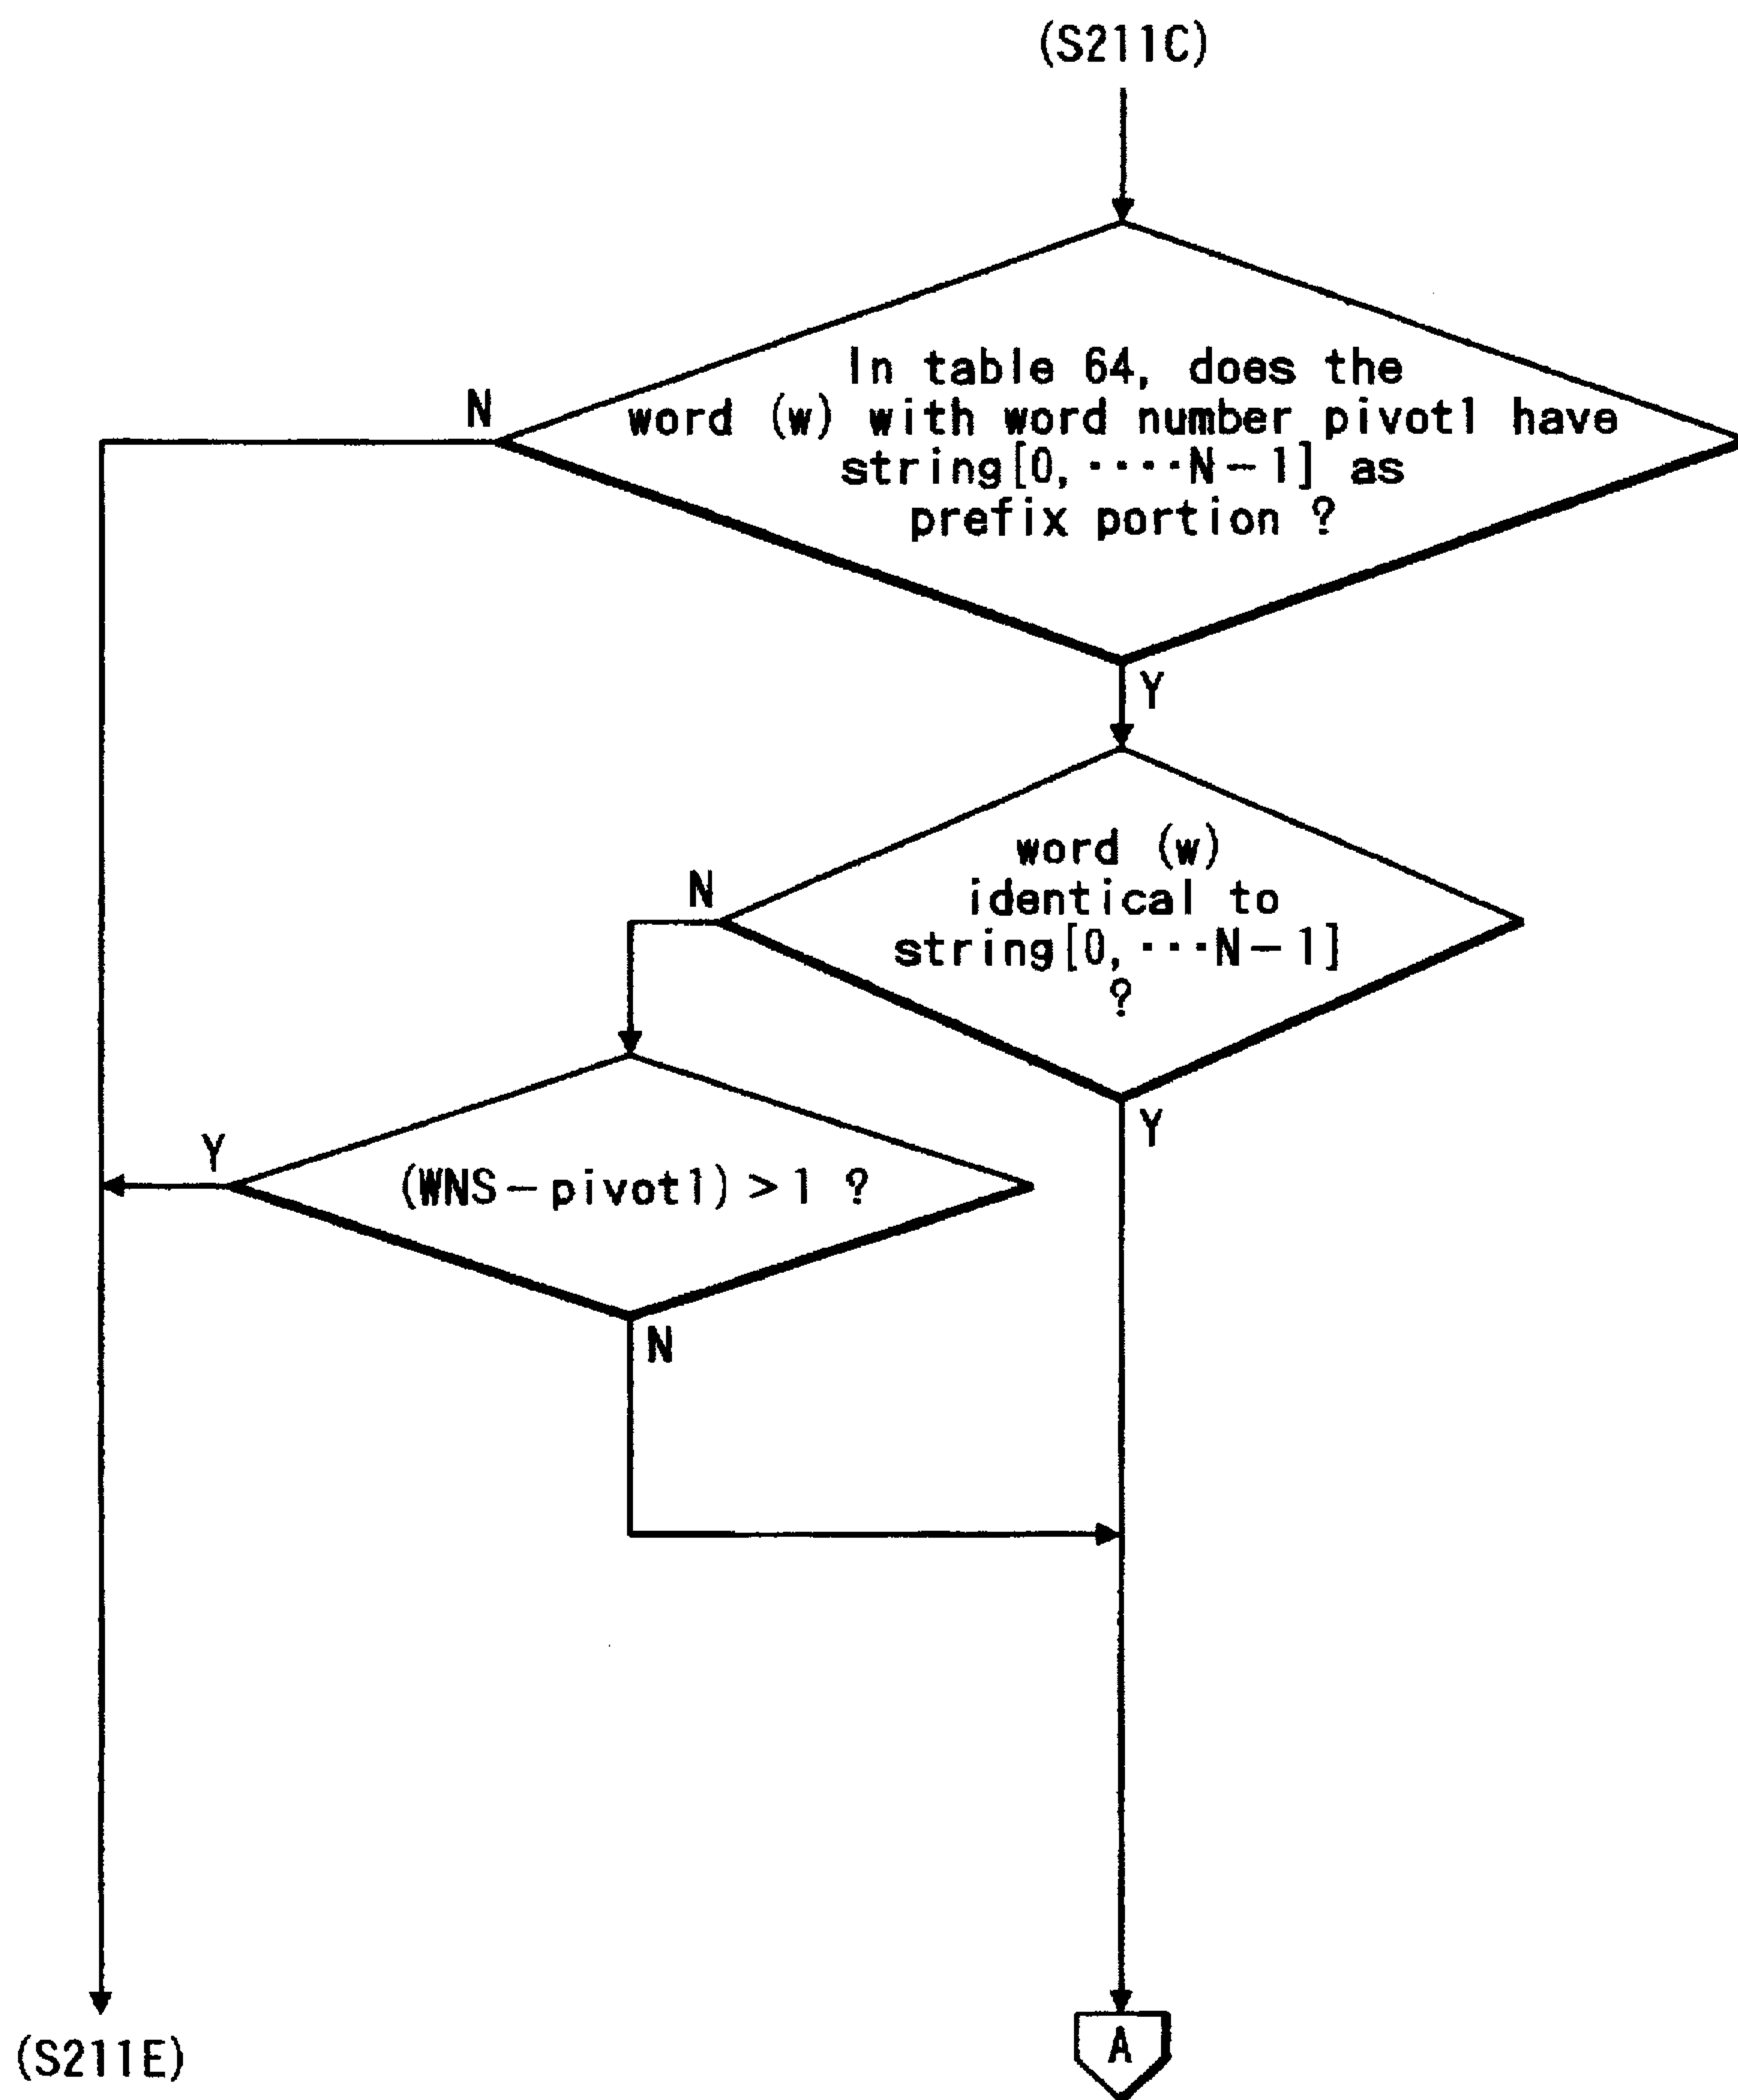 (S211C)
In table 64, does the
word (w) with word number pivot1 have
string[0, ····N−1] as
prefix portion ?
N
Y
word (w)
identical to
string[0, ···N−1]
?
N
Y
(WNS−pivot1)>1 ?
Y
N
(S211E)
A